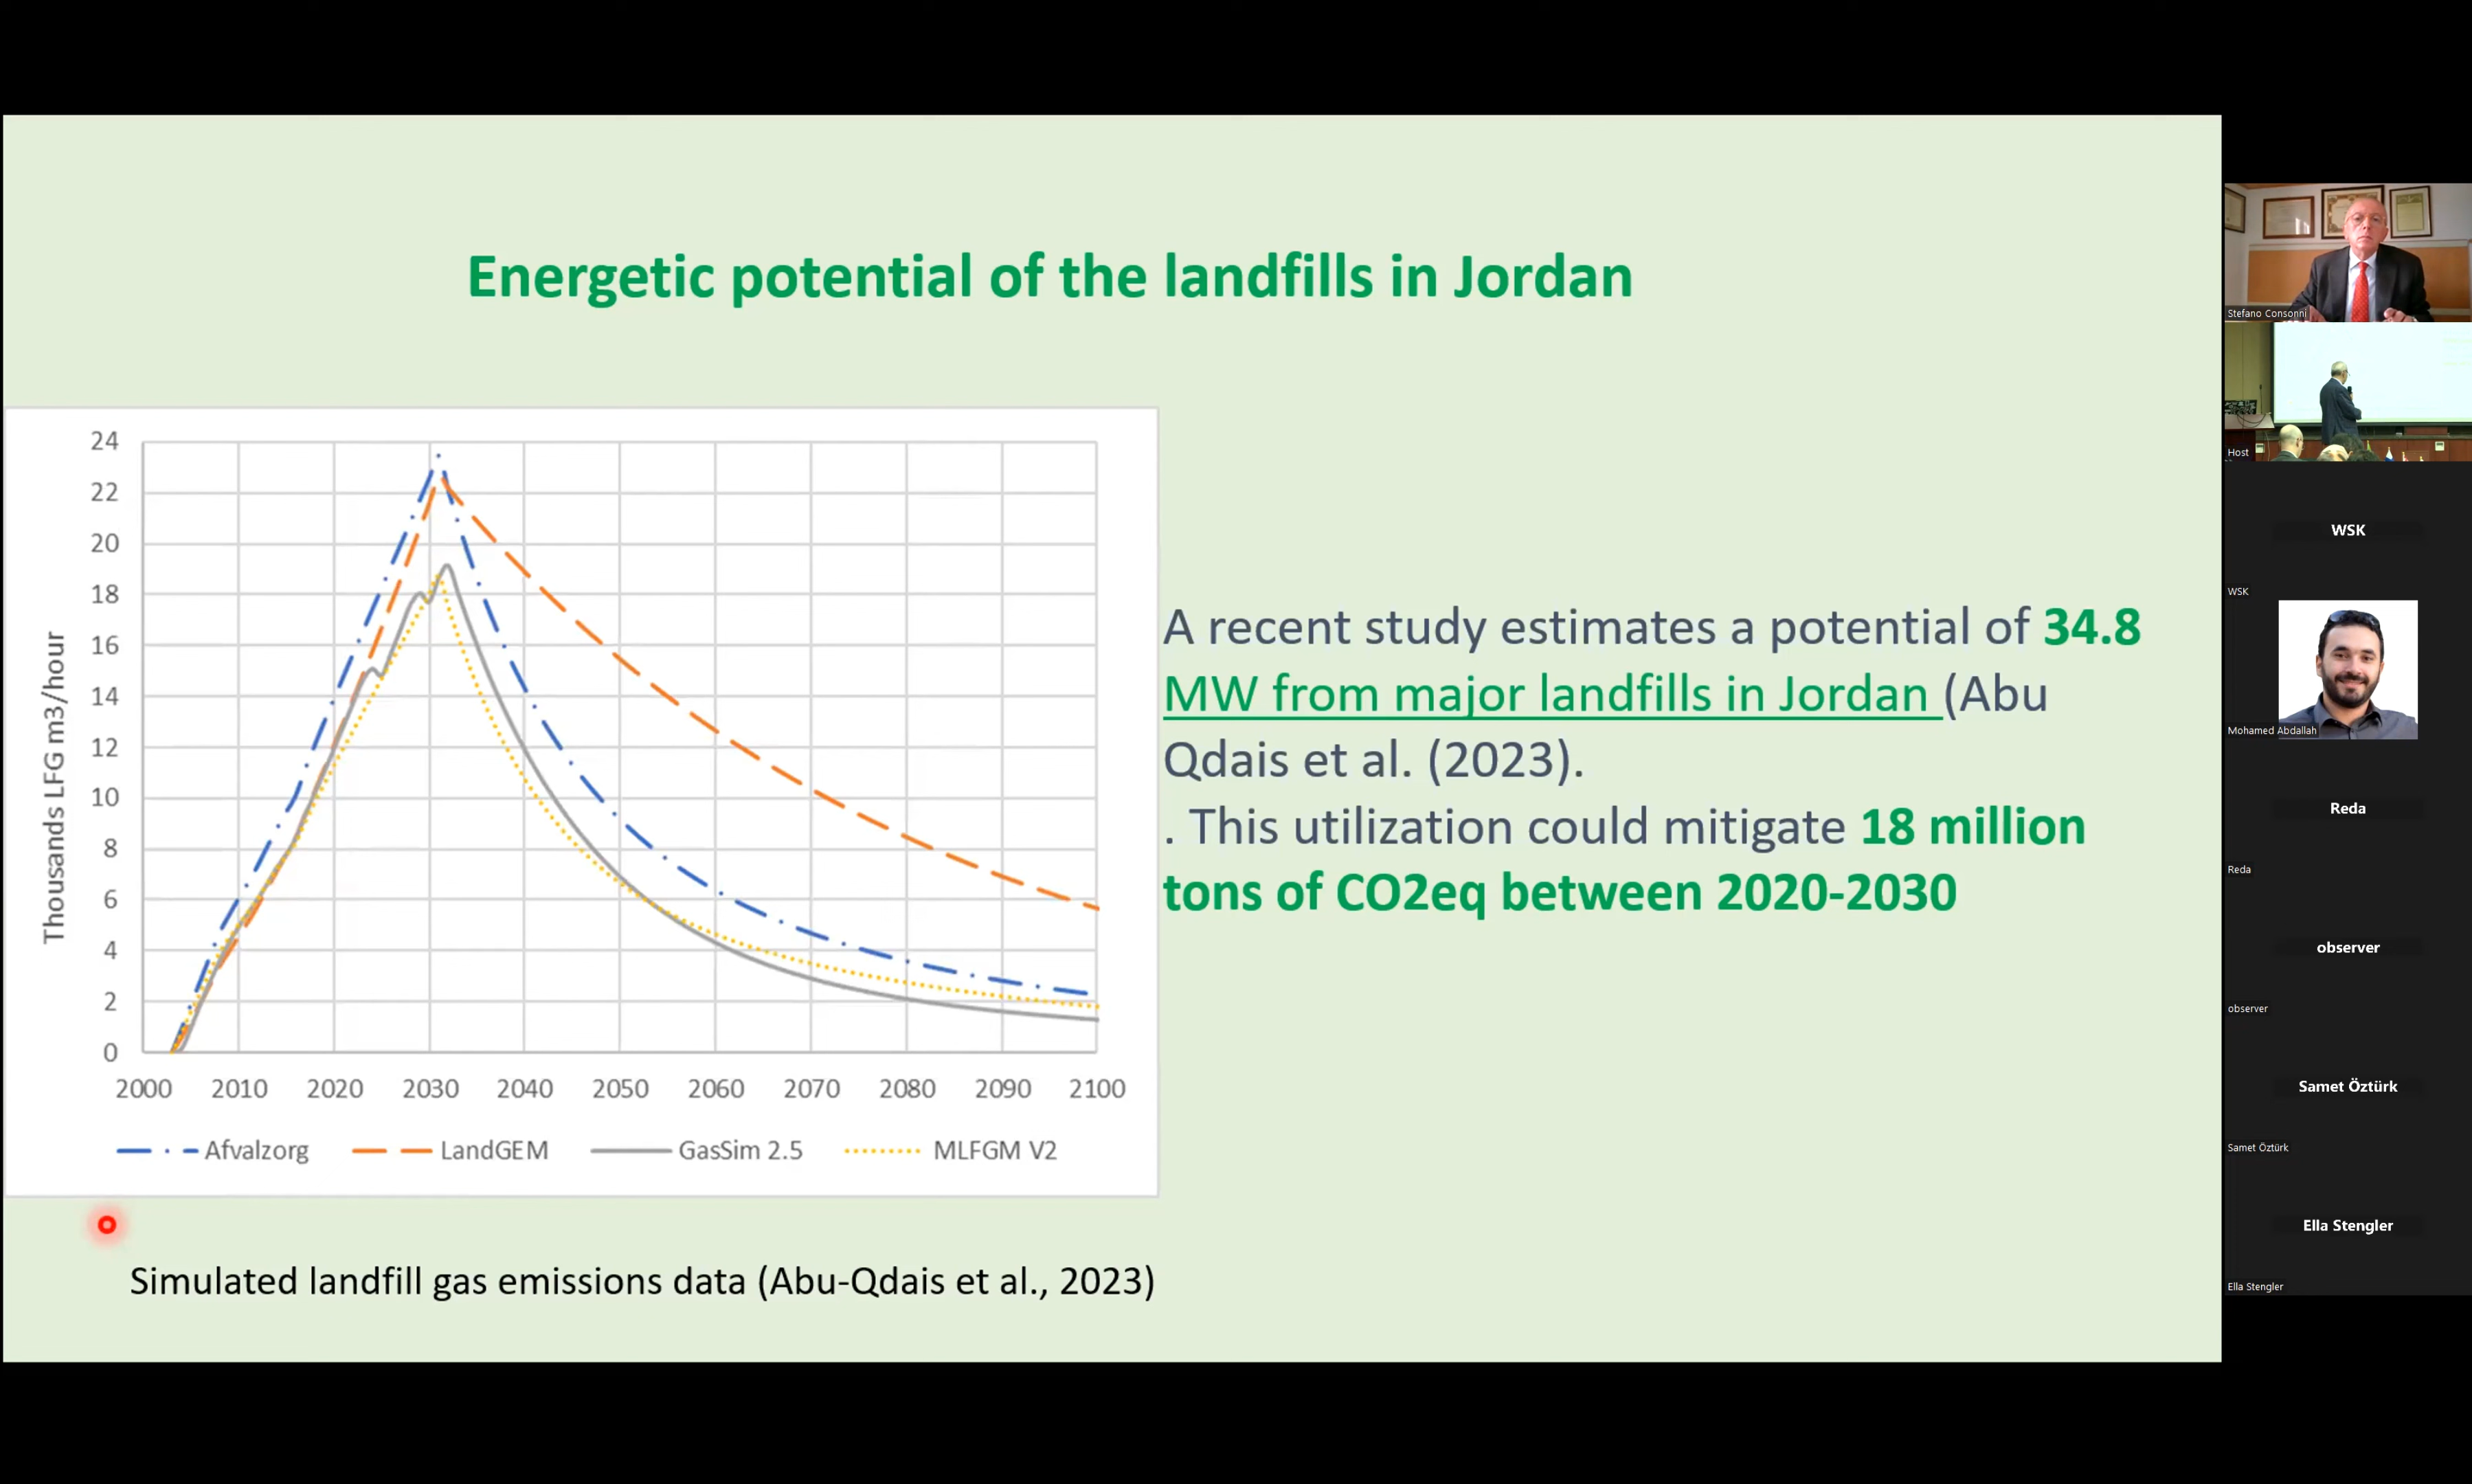 Energetic potential of the landfills in Jordan
24
22
20
18
16
14
12
10
8
6
4
2
0
Thousands LFG m3/hour
2000 2010 2020 2030 2040 2050 2060 2070 2080 2090 2100
Afvalzorg LandGEM GasSim 2.5 MLFGM V2
Simulated landfill gas emissions data (Abu-Qdais et al., 2023)
A recent study estimates a potential of 34.8
MW from major landfills in Jordan (Abu
Qdais et al. (2023).
. This utilization could mitigate 18 million
tons of CO2eq between 2020-2030
Stefano Consonni
Host
WSK
WSK
Mohamed Abdallah
Reda
Reda
observer
observer
Samet Öztürk
Samet Öztürk
Ella Stengler
Ella Stengler